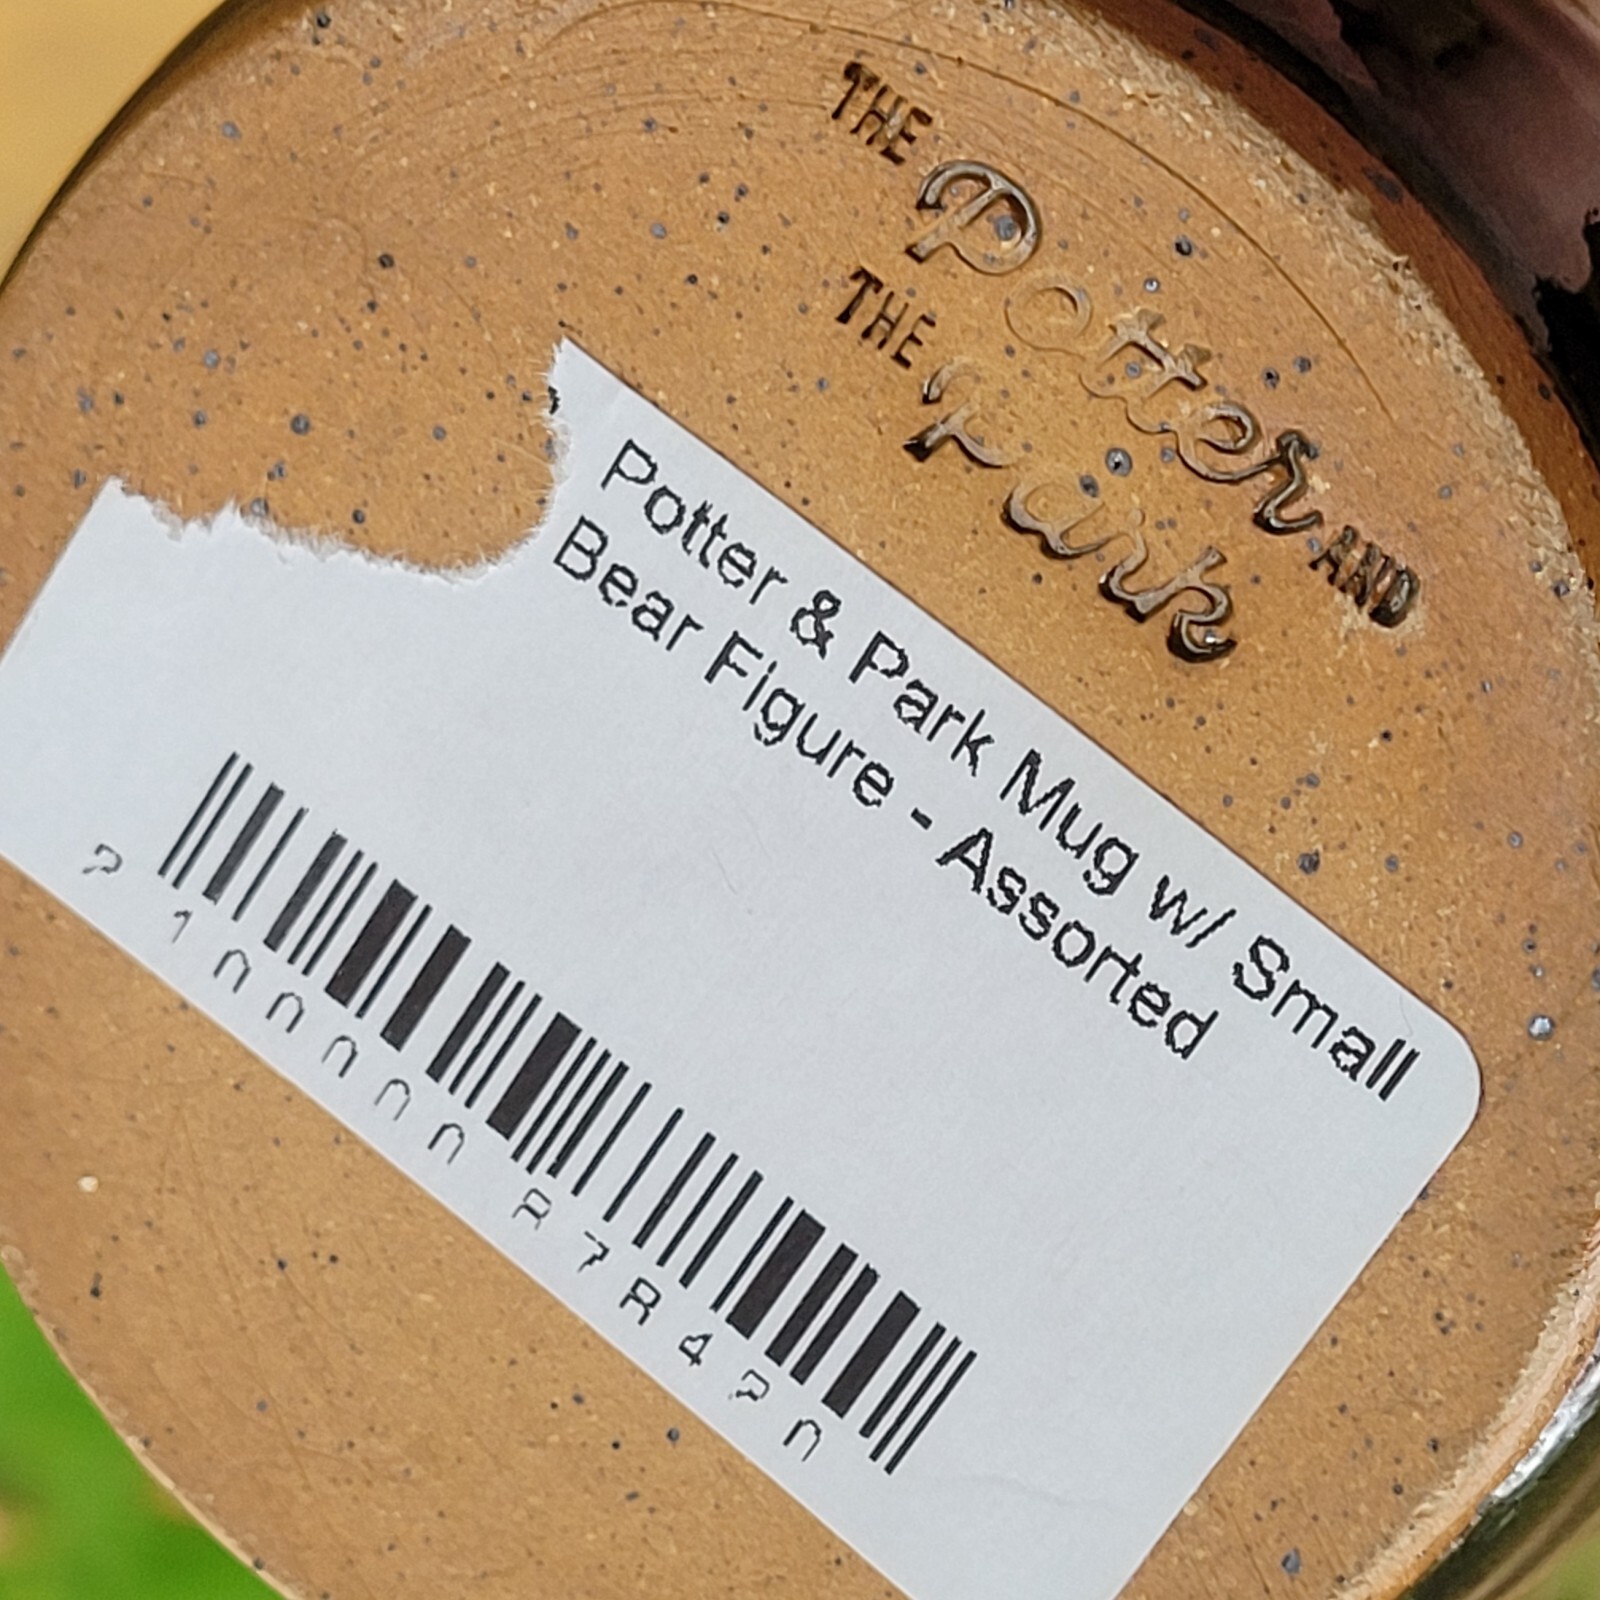 THE Potter AND
THE Park
Potter & Park Mug w/ Small
Bear Figure - Assorted